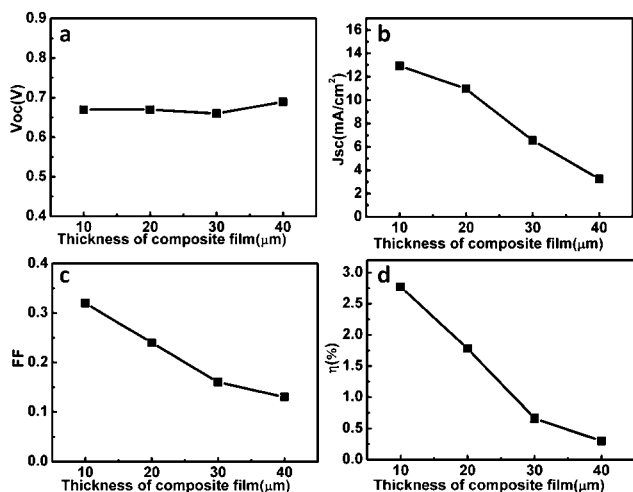 a
0.9
0.8
0.7
0.6
0.5
0.4
Voc(V)
10 20 30 40
Thickness of composite film(μm)
b
16
14
12
10
8
6
4
2
0
Jsc(mA/cm²)
10 20 30 40
Thickness of composite film(μm)
c
0.4
0.3
0.2
0.1
0.0
FF
10 20 30 40
Thickness of composite film(μm)
d
3.0
2.5
2.0
1.5
1.0
0.5
0.0
η(%)
10 20 30 40
Thickness of composite film(μm)